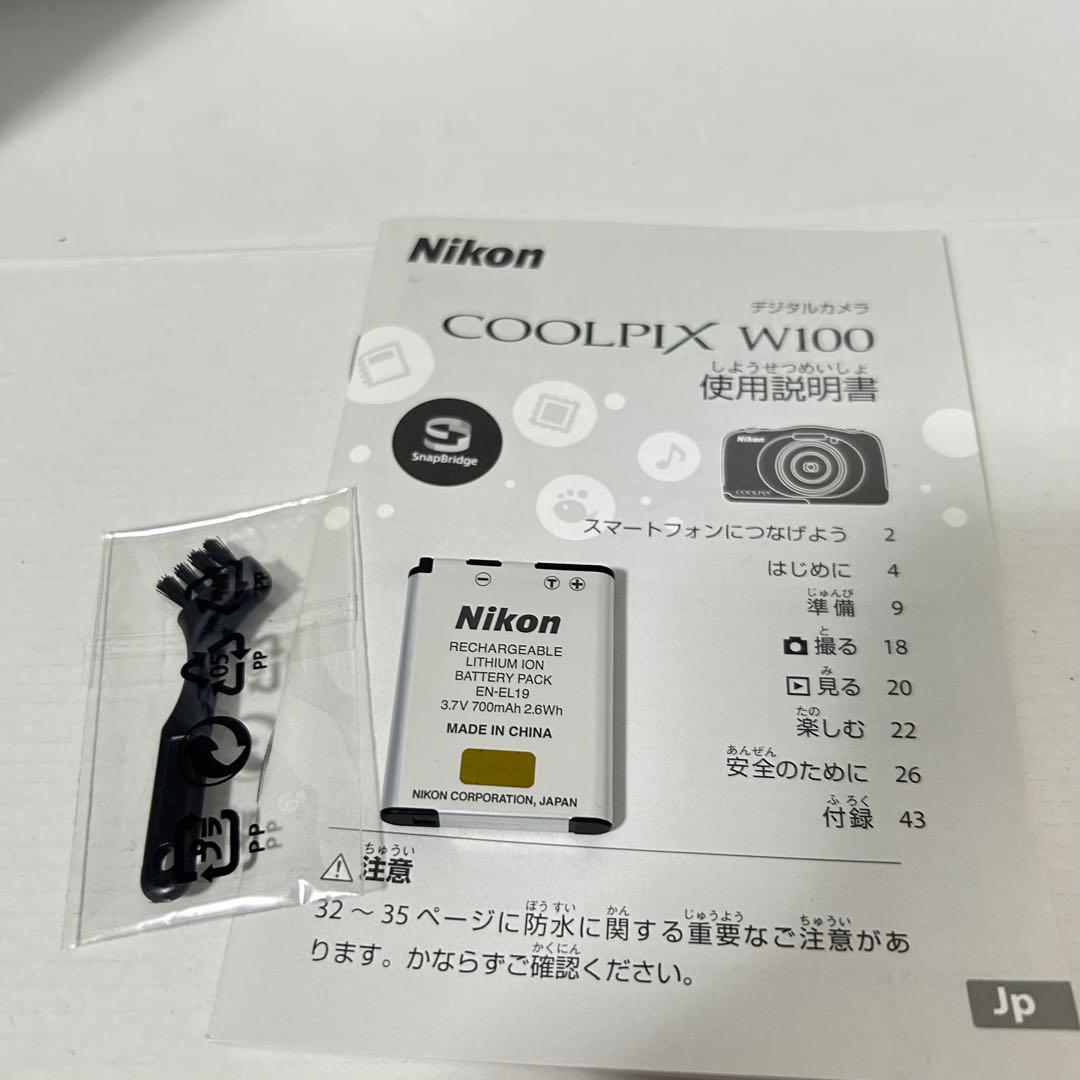 Nikon
デジタルカメラ
COOLPIX W100
しようせつめいしょ
使用説明書
SnapBridge
Nikon
COOLPIX
スマートフォンにつなげよう 2
はじめに 4
じゅんび
準備 9
と
撮る 18
み
見る 20
たの
楽しむ 22
あんぜん
安全のために 26
ふろく
付録 43
ちゅうい
注意
ぼうすい かん じゅうよう ちゅうい
32～35ページに防水に関する重要なご注意があ
かくにん
ります。かならずご確認ください。
Jp
Nikon
RECHARGEABLE
LITHIUM ION
BATTERY PACK
EN-EL19
3.7V 700mAh 2.6Wh
MADE IN CHINA
NIKON CORPORATION, JAPAN
PP
05
PP
プラ
PP
PP